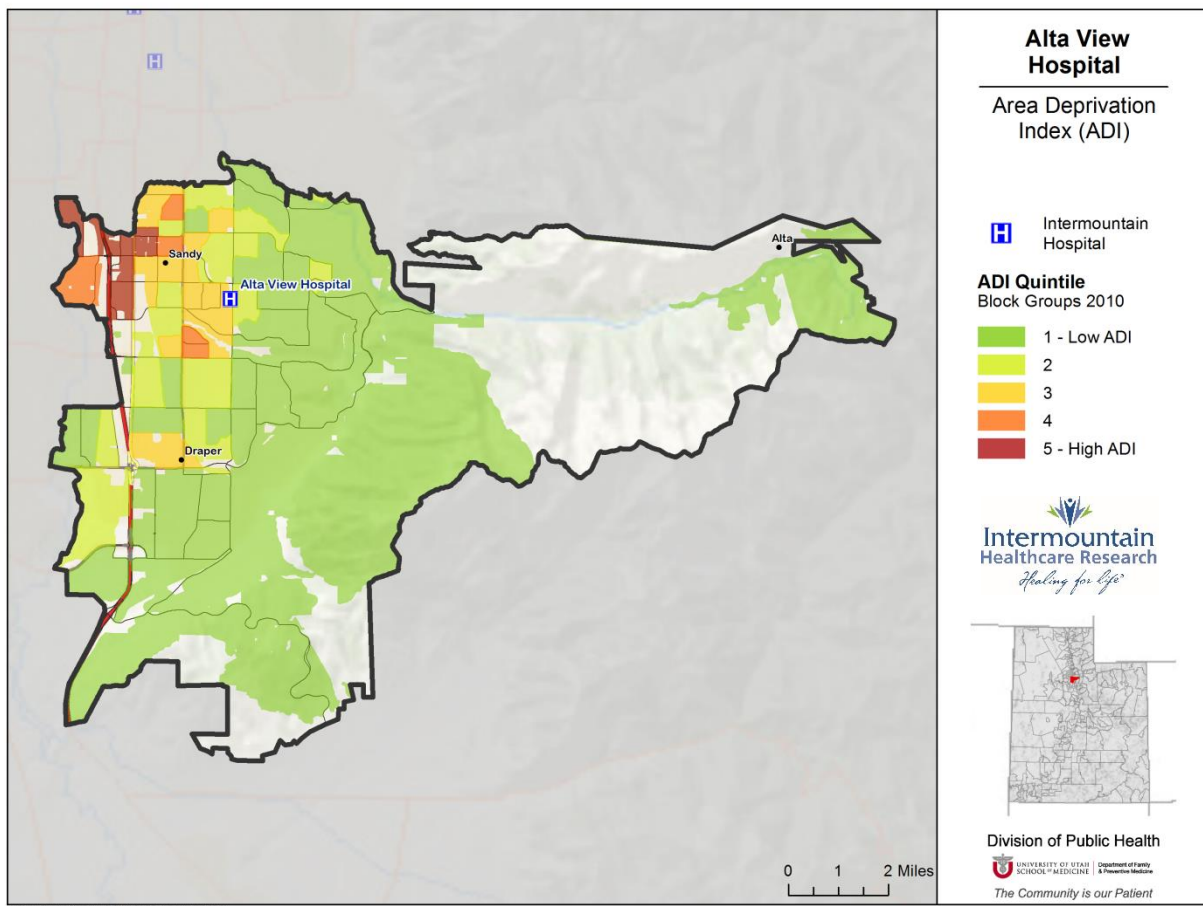 H
H
Alta
Sandy
Alta View Hospital
H
Draper
0 1 2 Miles
Alta View
Hospital
Area Deprivation
Index (ADI)
H Intermountain
Hospital
ADI Quintile
Block Groups 2010
1 - Low ADI
2
3
4
5 - High ADI
Intermountain
Healthcare Research
Healing for life
Division of Public Health
U
UNIVERSITY OF UTAH
SCHOOL OF MEDICINE
Department of Family
& Preventive Medicine
The Community is our Patient